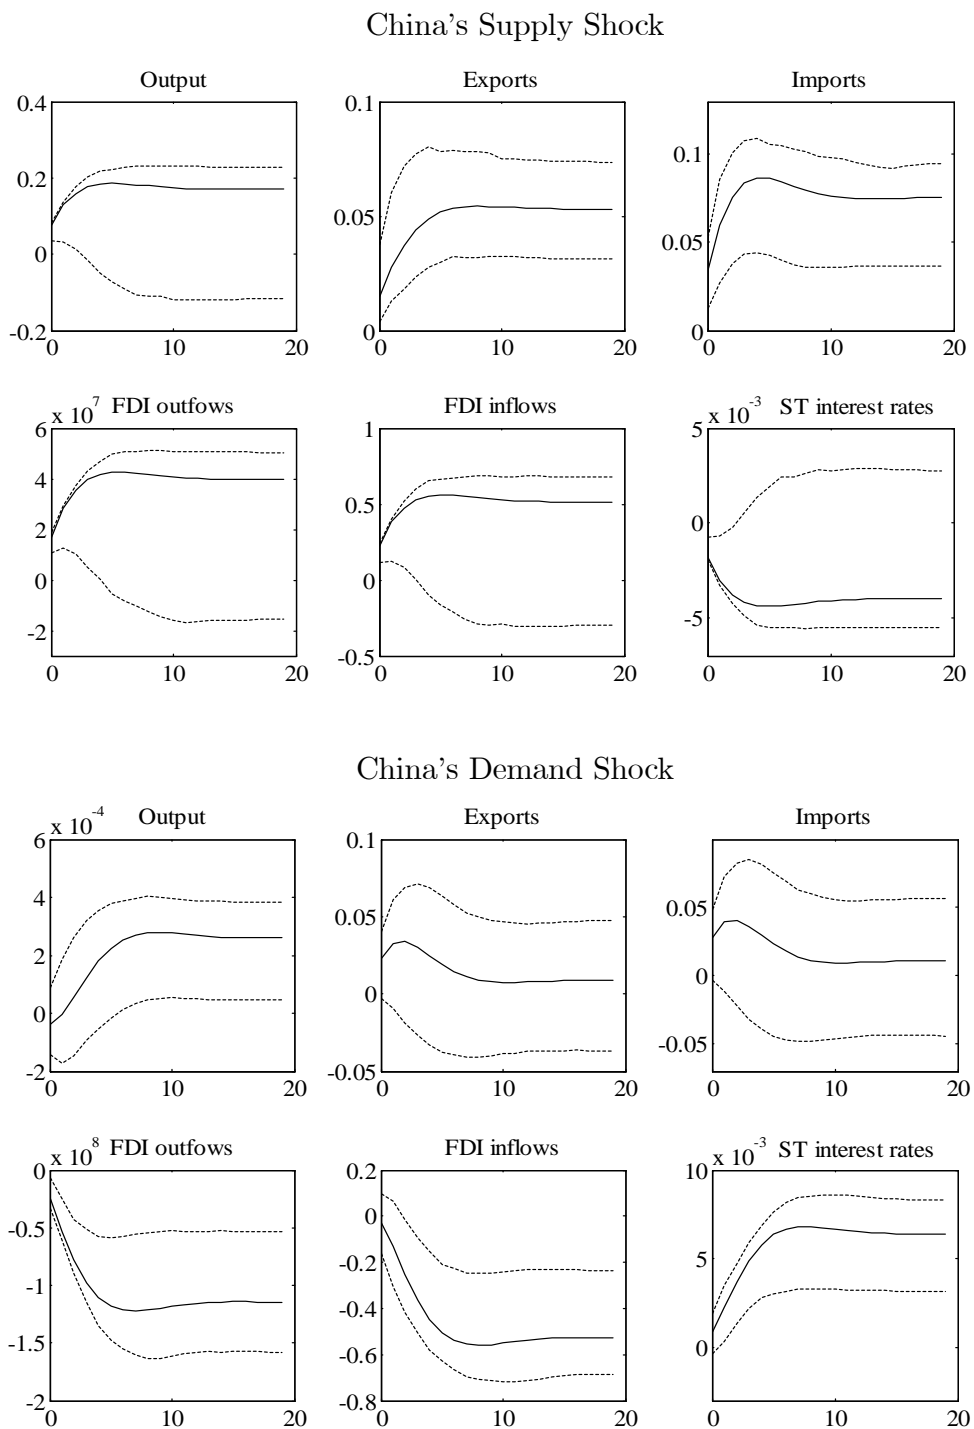 China's Supply Shock
Output Exports Imports
0.4 0.2 0 -0.2 0 10 20
0.1 0.05 0 0 10 20
0.1 0.05 0 0 10 20
x 10^7 FDI outfows FDI inflows x 10^-3 ST interest rates
6 4 2 0 -2 0 10 20
1 0.5 0 -0.5 0 10 20
5 0 -5 0 10 20
China's Demand Shock
x 10^-4 Output Exports Imports
6 4 2 0 -2 0 10 20
0.1 0.05 0 -0.05 0 10 20
0.05 0 -0.05 0 10 20
x 10^8 FDI outfows FDI inflows x 10^-3 ST interest rates
0 -0.5 -1 -1.5 -2 0 10 20
0.2 0 -0.2 -0.4 -0.6 -0.8 0 10 20
10 5 0 0 10 20